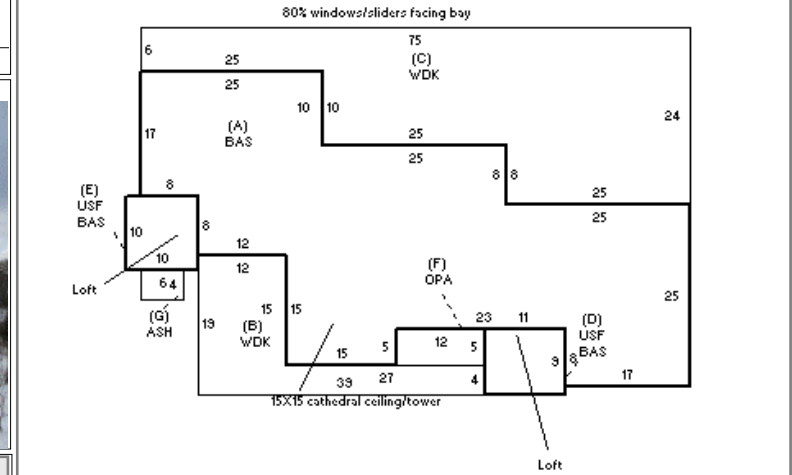 80% windows/sliders facing bay
75
6
25
(C)
WDK
25
10 10
24
(A)
BAS
17
25
25
8 8
8
25
25
(E)
USF
BAS
10
8
12
10
12
(F)
OPA
Loft
6 4
15 15
25
(G)
ASH
19
(B)
WDK
23
11
(D)
USF
BAS
15
5
12
5
9
8
39
27
4
17
15X15 cathedral ceiling/tower
Loft